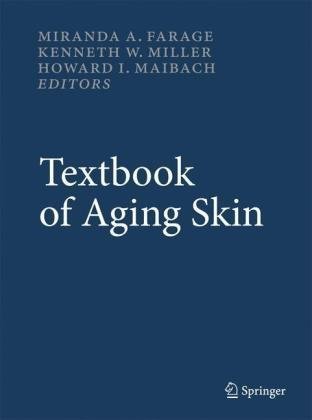 MIRANDA A. FARAGE
KENNETH W. MILLER
HOWARD I. MAIBACH
EDITORS
Textbook
of Aging Skin
Springer